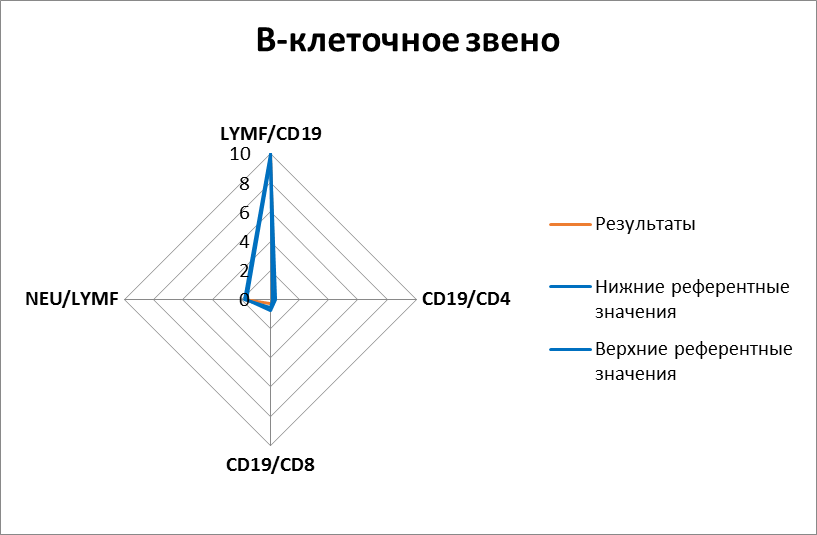 В-клеточное звено
LYMF/CD19
10
8
6
4
2
0
NEU/LYMF
CD19/CD4
CD19/CD8
Результаты
Нижние референтные
значения
Верхние референтные
значения